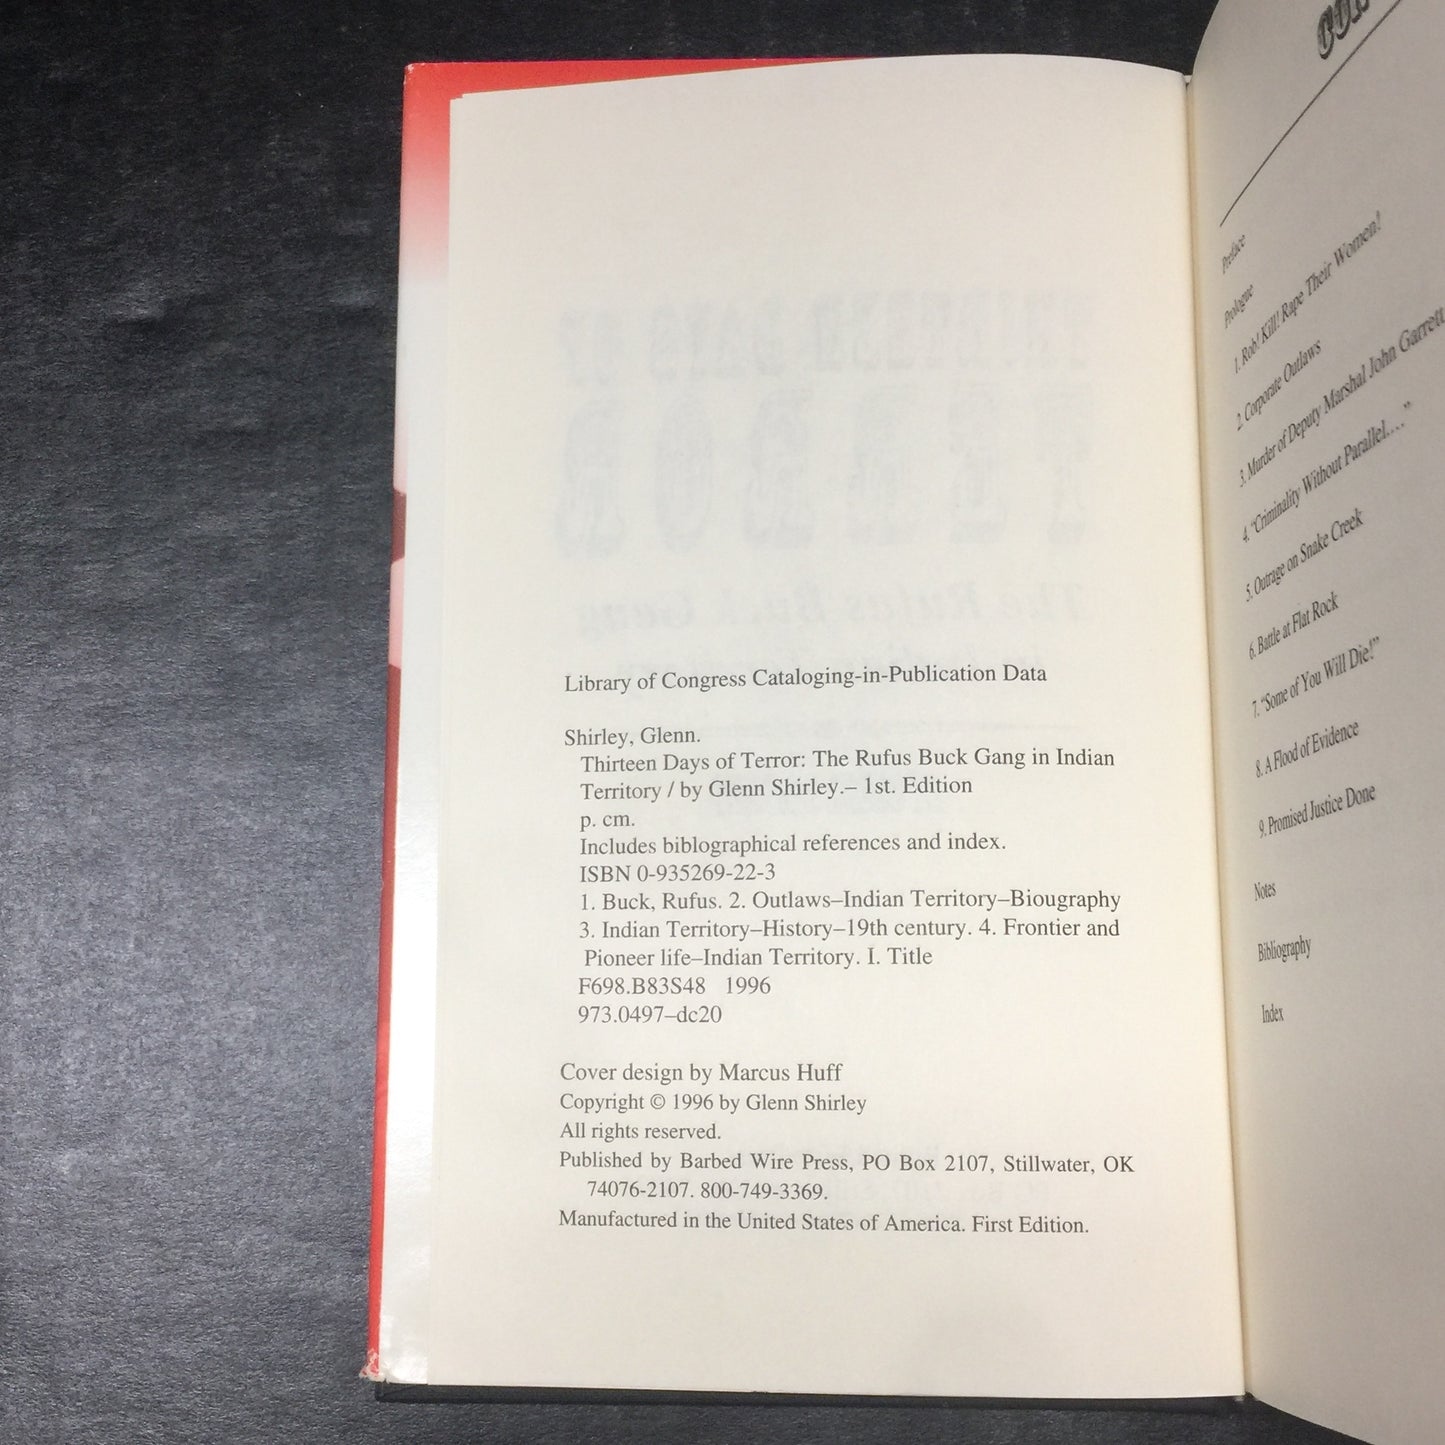 Library of Congress Cataloging-in-Publication Data
Shirley, Glenn.
Thirteen Days of Terror: The Rufus Buck Gang in Indian
Territory / by Glenn Shirley.– 1st. Edition
p. cm.
Includes biblographical references and index.
ISBN 0-935269-22-3
1. Buck, Rufus. 2. Outlaws–Indian Territory–Biougraphy
3. Indian Territory–History–19th century. 4. Frontier and
Pioneer life–Indian Territory. I. Title
F698.B83S48 1996
973.0497–dc20
Cover design by Marcus Huff
Copyright © 1996 by Glenn Shirley
All rights reserved.
Published by Barbed Wire Press, PO Box 2107, Stillwater, OK
74076-2107. 800-749-3369.
Manufactured in the United States of America. First Edition.
Preface
Prologue
1. Rob! Kill! Rape Their Women!
2. Corporate Outlaws
3. Murder of Deputy Marshal John Garrett
4. “Criminality Without Parallel....”
5. Outrage on Snake Creek
6. Battle at Flat Rock
7. “Some of You Will Die!”
8. A Flood of Evidence
9. Promised Justice Done
Notes
Bibliography
Index